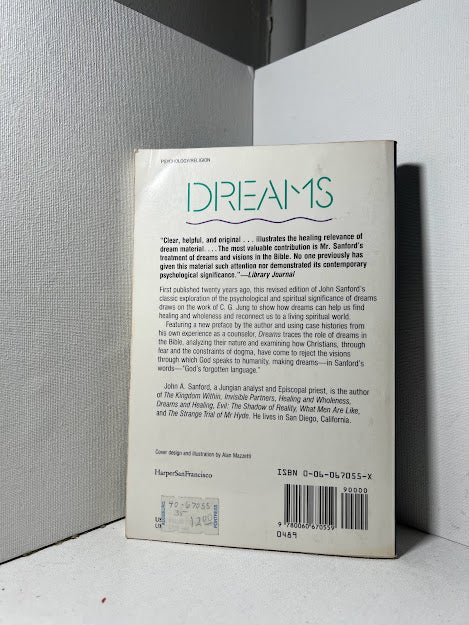 PSYCHOLOGY/RELIGION
DREAMS
"Clear, helpful, and original . . . illustrates the healing relevance of
dream material. . . . The most valuable contribution is Mr. Sanford's
treatment of dreams and visions in the Bible. No one previously has
given this material such attention nor demonstrated its contemporary
psychological significance."—Library Journal
First published twenty years ago, this revised edition of John Sanford's
classic exploration of the psychological and spiritual significance of dreams
draws on the work of C. G. Jung to show how dreams can help us find
healing and wholeness and reconnect us to a living spiritual world.
Featuring a new preface by the author and using case histories from
his own experience as a counselor, Dreams traces the role of dreams in
the Bible, analyzing their nature and examining how Christians, through
fear and the constraints of dogma, have come to reject the visions
through which God speaks to humanity, making dreams—in Sanford's
words—"God's forgotten language."
John A. Sanford, a Jungian analyst and Episcopal priest, is the author
of The Kingdom Within, Invisible Partners, Healing and Wholeness,
Dreams and Healing, Evil: The Shadow of Reality, What Men Are Like,
and The Strange Trial of Mr Hyde. He lives in San Diego, California.
Cover design and illustration by Alan Mazzetti
HarperSanFrancisco
ISBN 0-06-067055-X
90000
9 780060 670559
0489
40-67055
12.00
FORTRESS